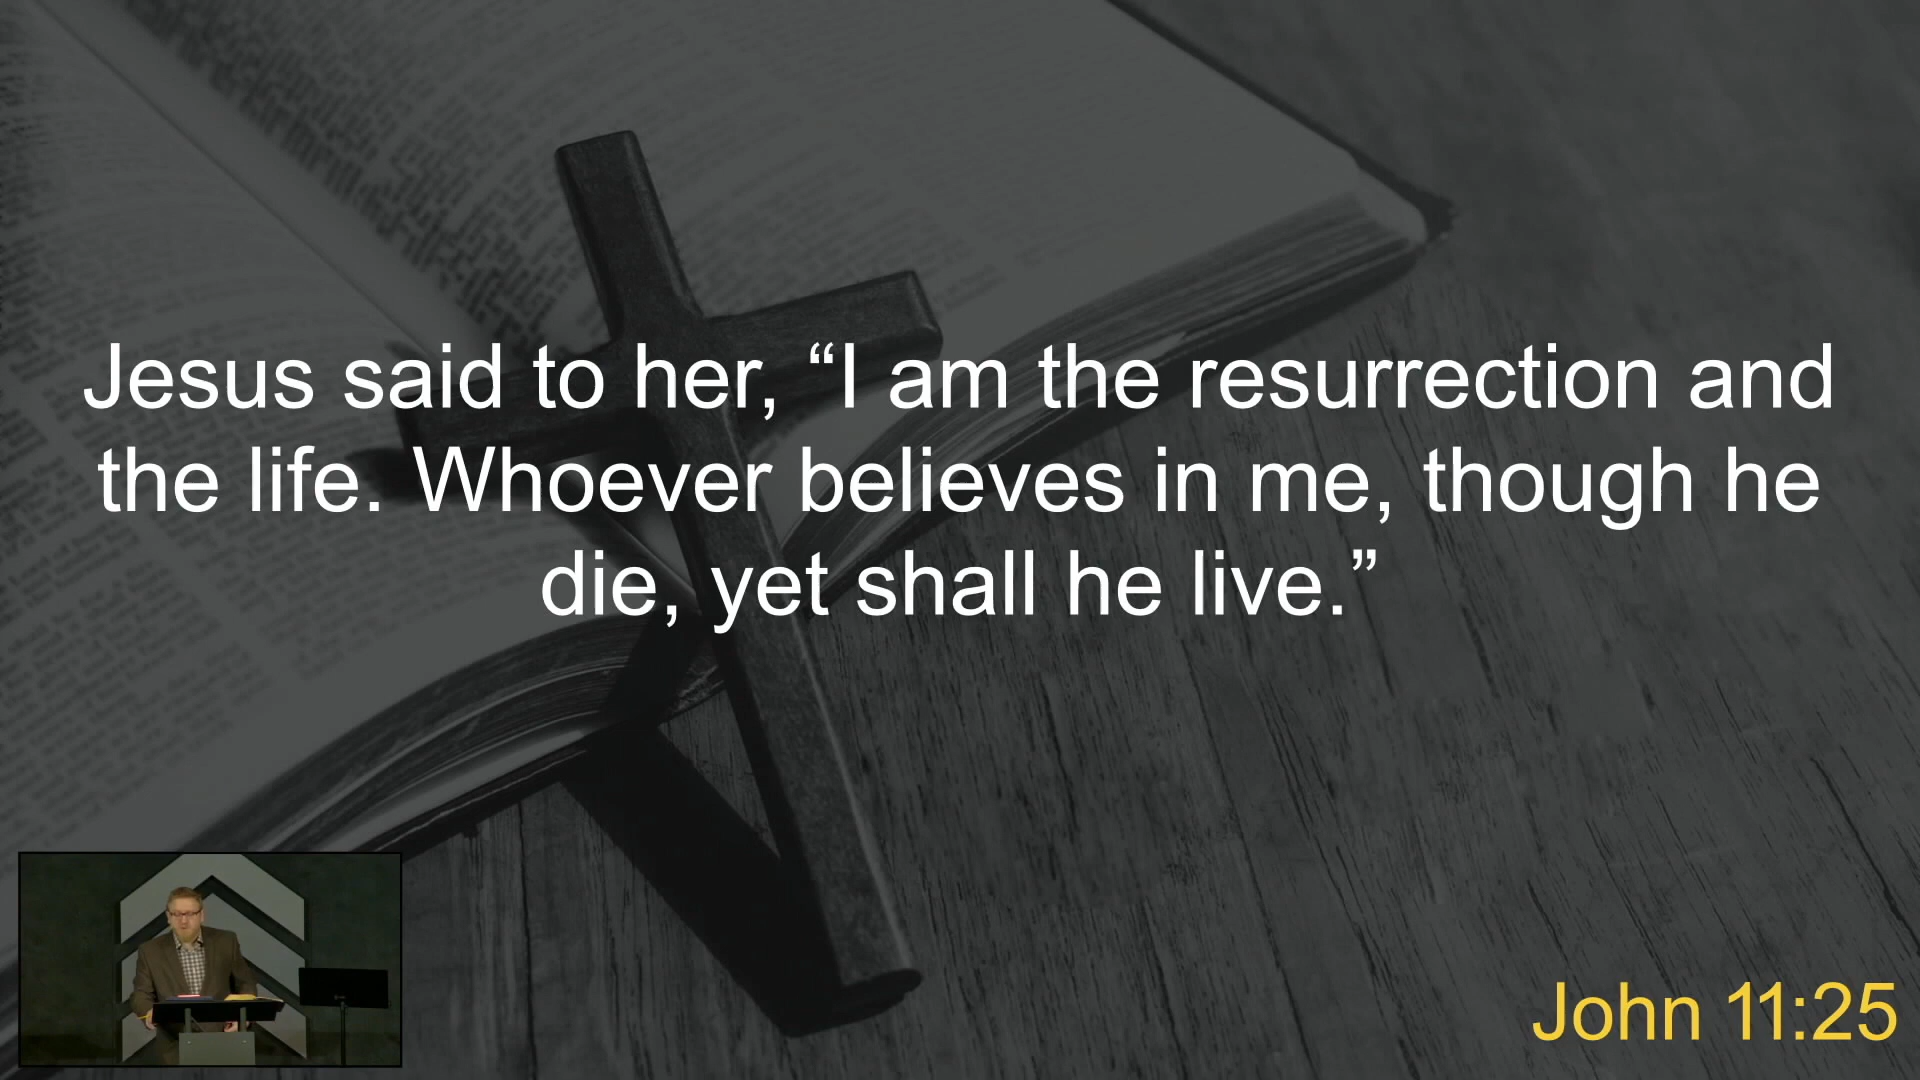 Jesus said to her, “I am the resurrection and
the life. Whoever believes in me, though he
die, yet shall he live.”
John 11:25